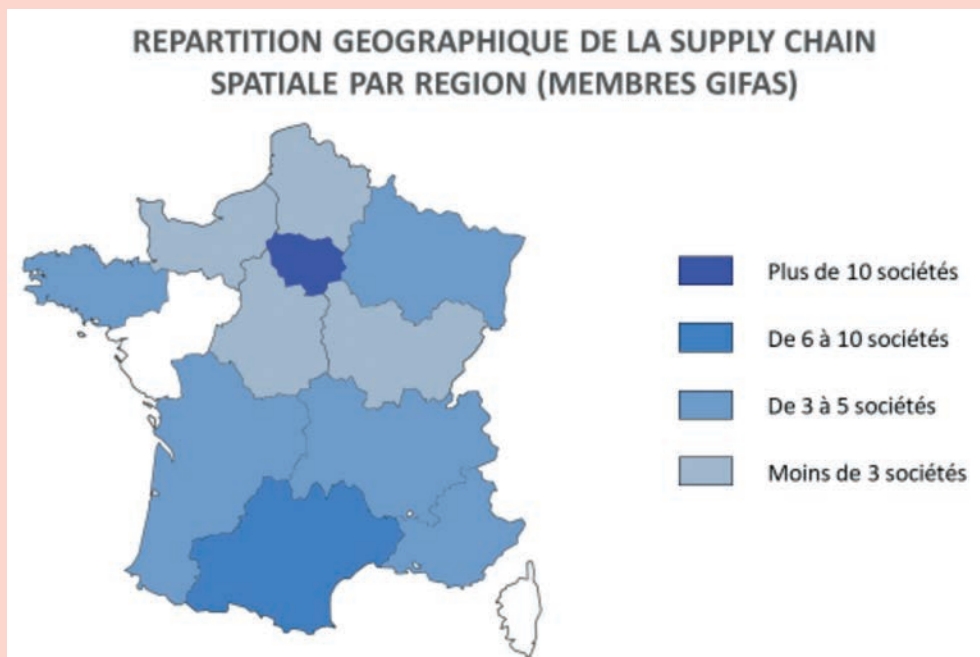 REPARTITION GEOGRAPHIQUE DE LA SUPPLY CHAIN
SPATIALE PAR REGION (MEMBRES GIFAS)
Plus de 10 sociétés
De 6 à 10 sociétés
De 3 à 5 sociétés
Moins de 3 sociétés